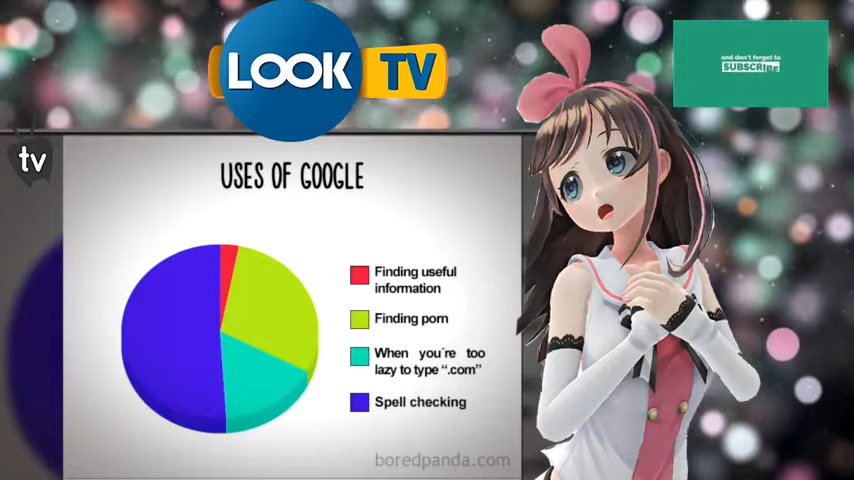 LOOK TV
and don't forget to
SUBSCRIBE
tv
USES OF GOOGLE
Finding useful
information
Finding porn
When you´re too
lazy to type “.com”
Spell checking
boredpanda.com